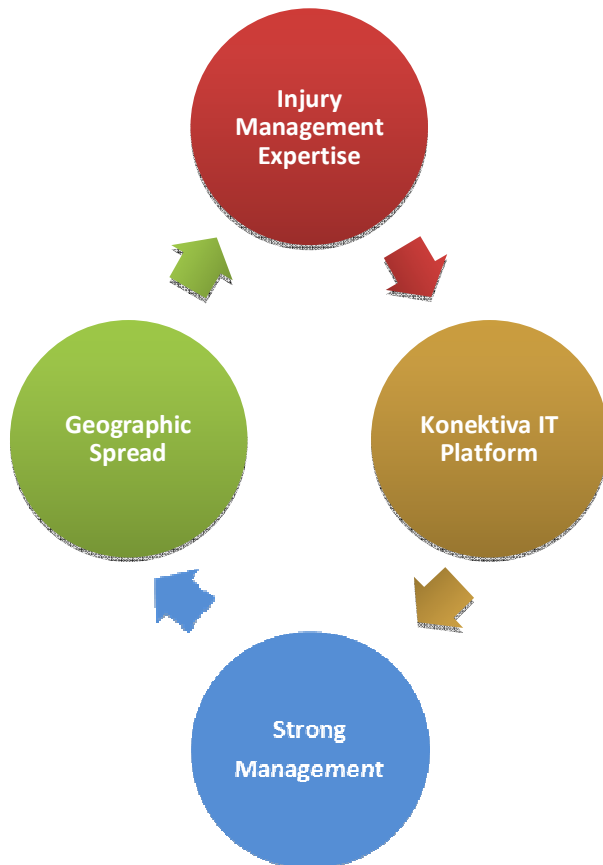 Injury
Management
Expertise
Geographic
Spread
Konektiva IT
Platform
Strong
Management